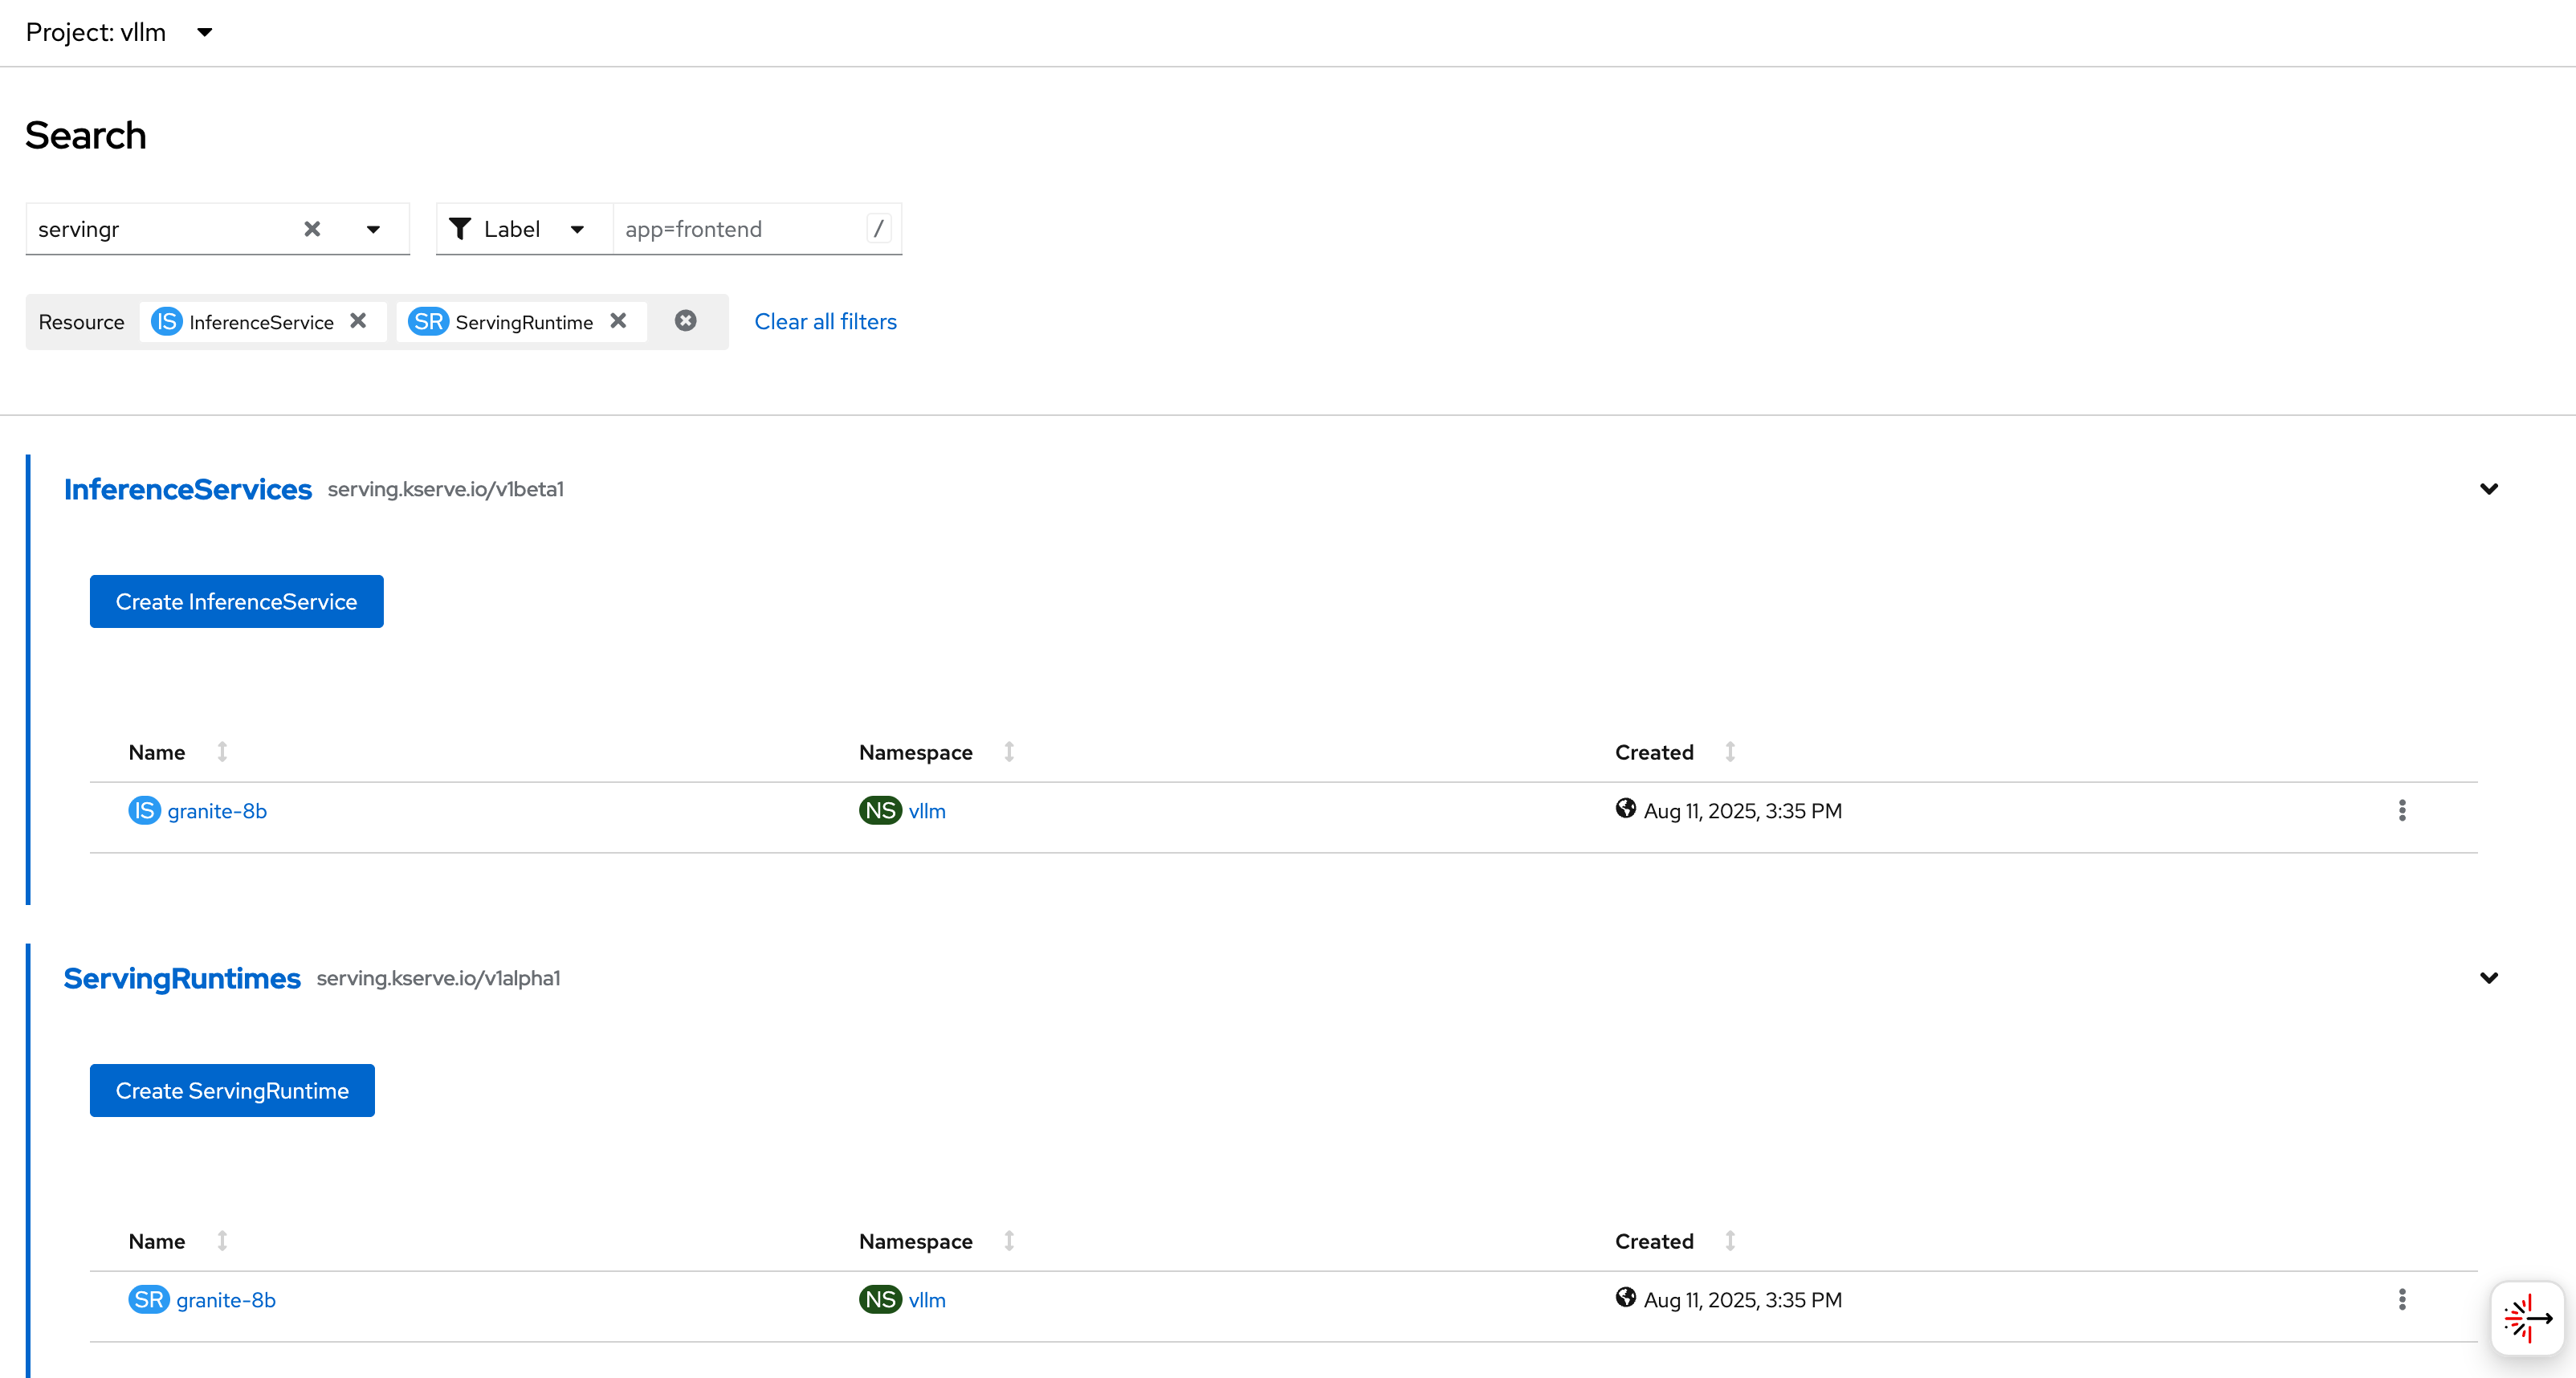 Project: vllm
Search
servingr
Label
app=frontend
/
Resource IS InferenceService SR ServingRuntime Clear all filters
InferenceServices serving.kserve.io/v1beta1
Create InferenceService
Name Namespace Created
IS granite-8b NS vllm Aug 11, 2025, 3:35 PM
ServingRuntimes serving.kserve.io/v1alpha1
Create ServingRuntime
Name Namespace Created
SR granite-8b NS vllm Aug 11, 2025, 3:35 PM